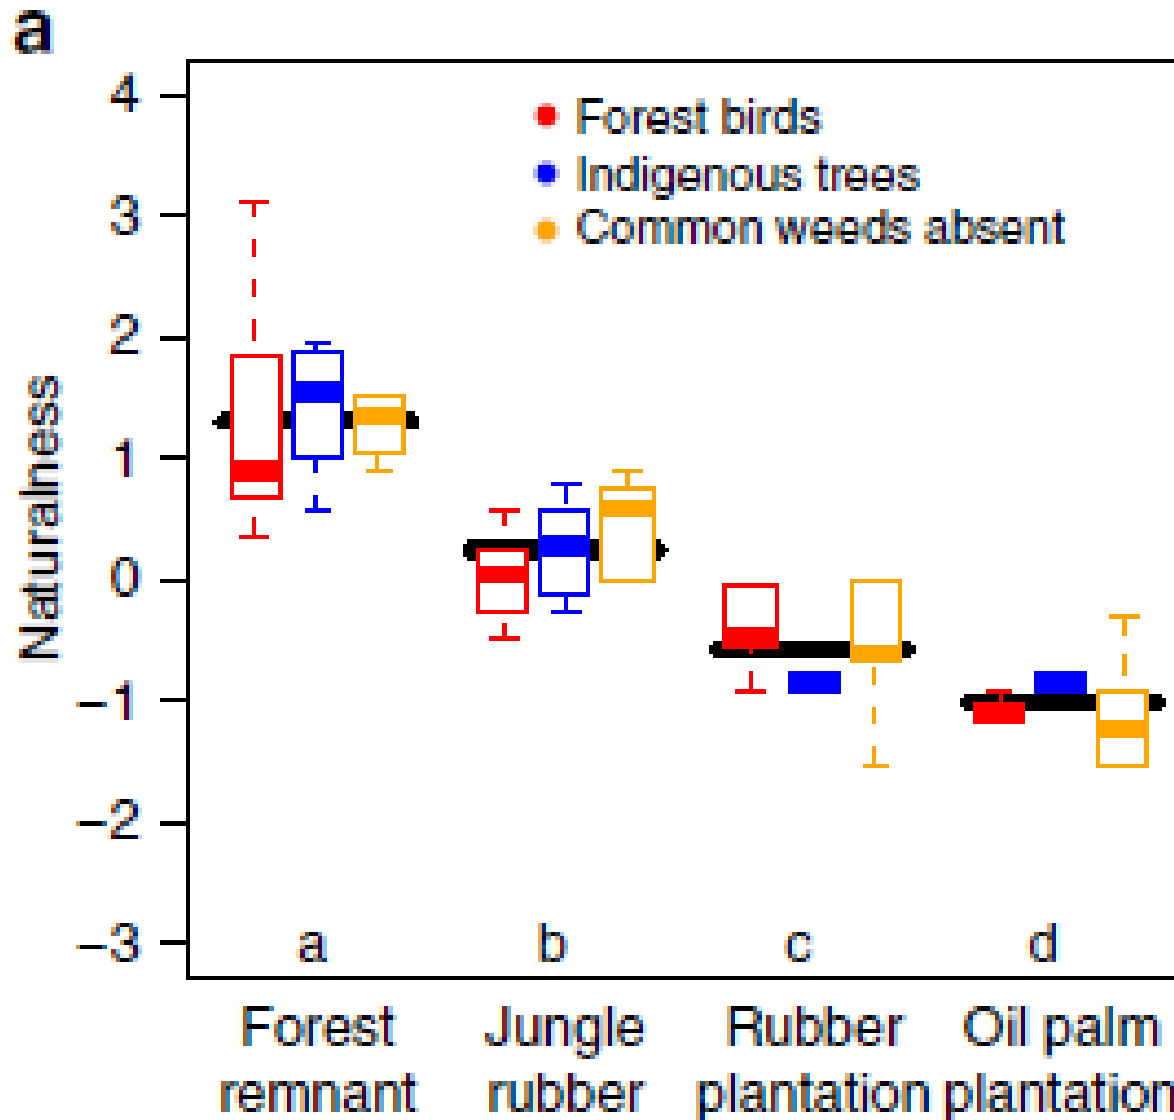 a
4
3
2
1
0
−1
−2
−3
Naturalness
Forest birds
Indigenous trees
Common weeds absent
a b c d
Forest Jungle Rubber Oil palm
remnant rubber plantation plantation